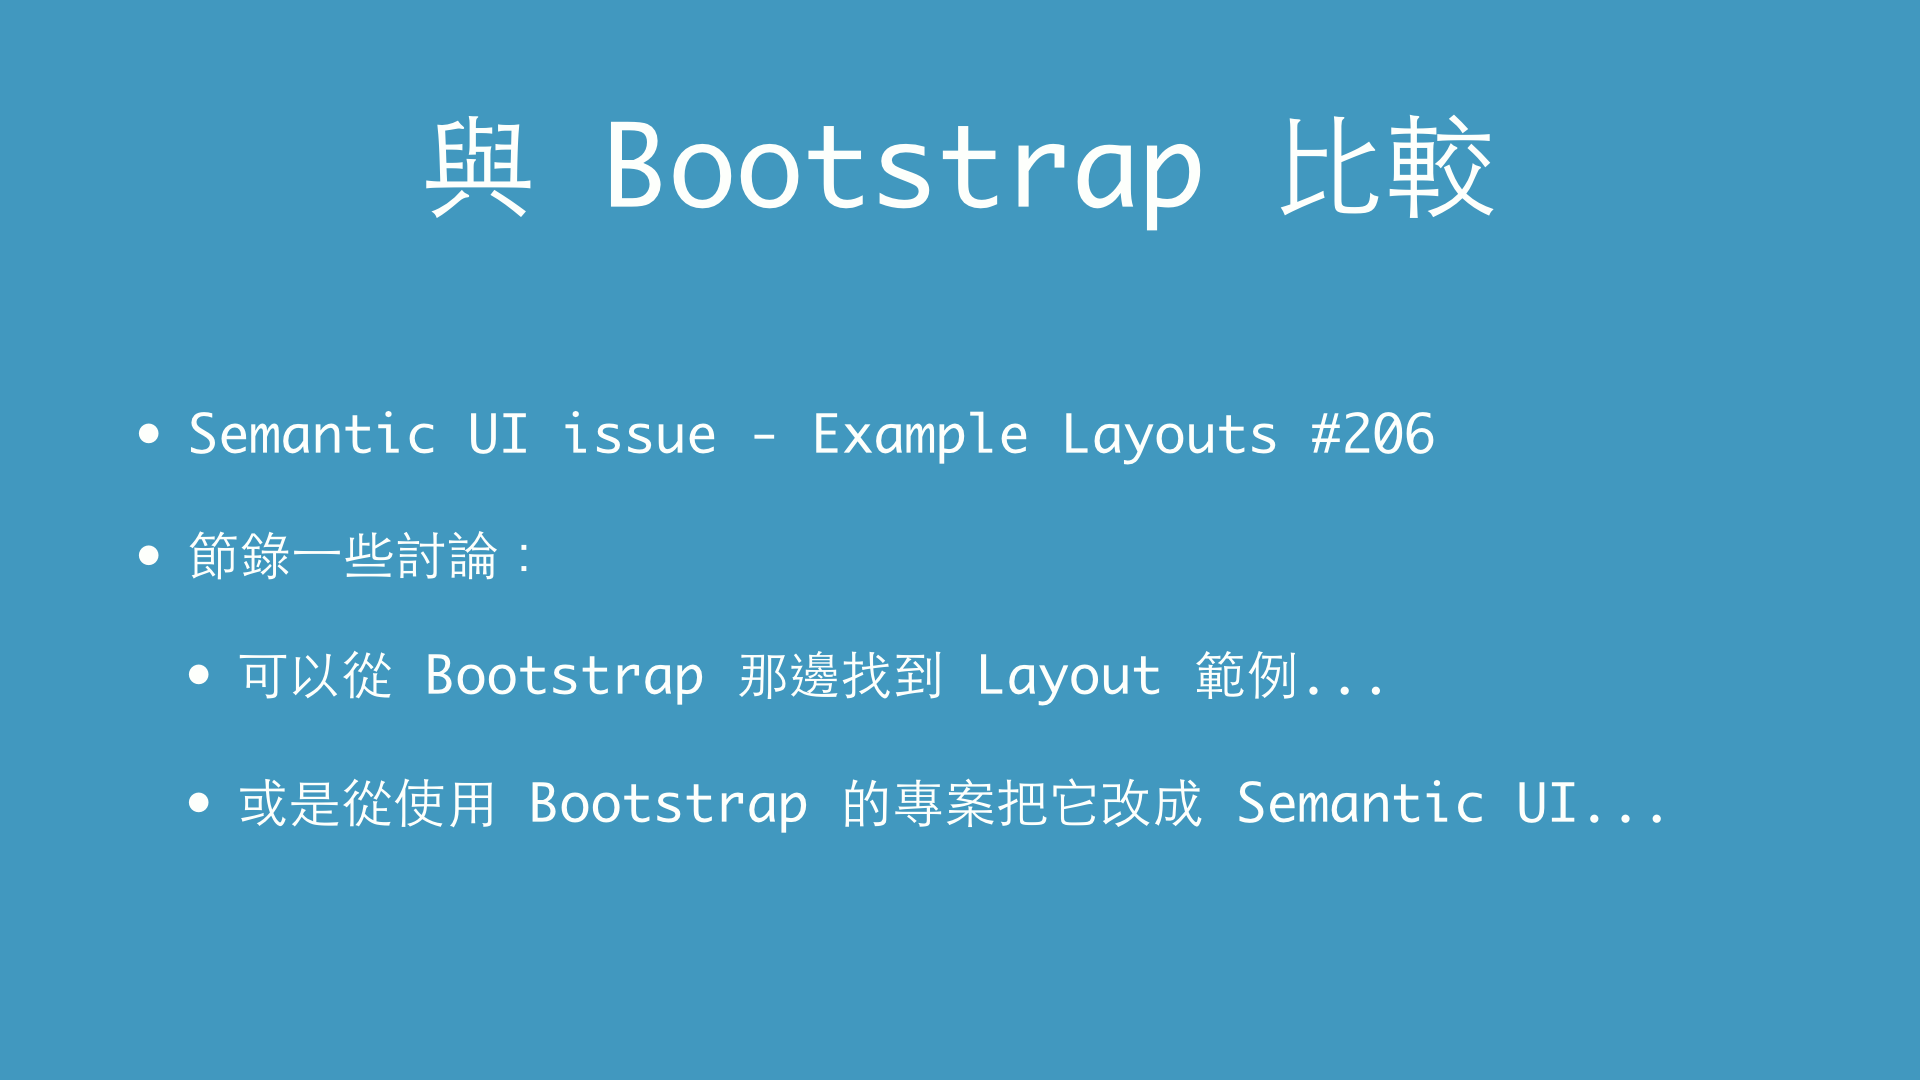 與 Bootstrap 比較
• Semantic UI issue - Example Layouts #206
• 節錄一些討論：
• 可以從 Bootstrap 那邊找到 Layout 範例...
• 或是從使用 Bootstrap 的專案把它改成 Semantic UI...